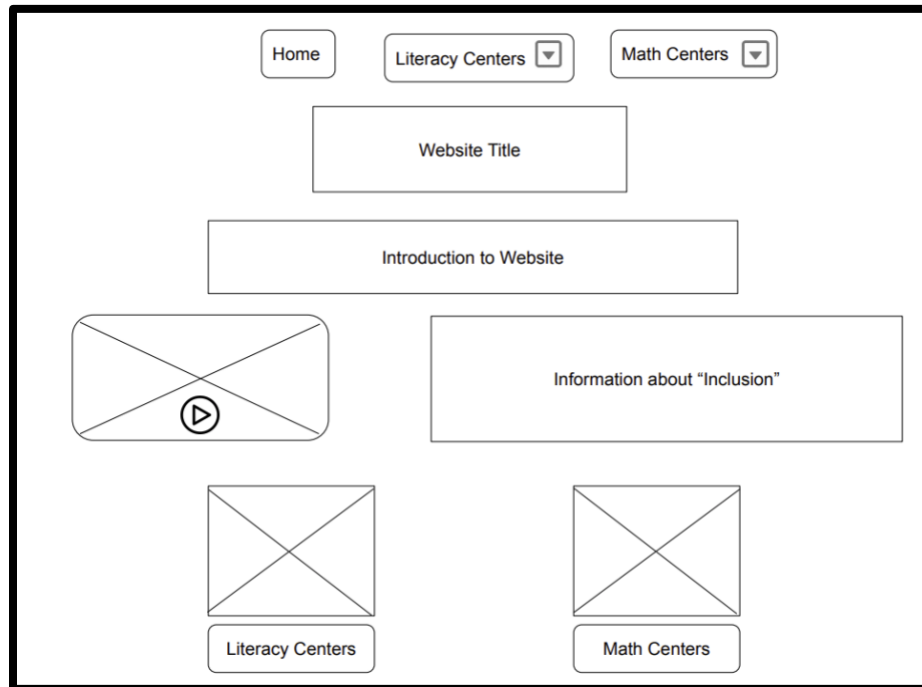 Home
Literacy Centers
Math Centers
Website Title
Introduction to Website
Information about “Inclusion”
Literacy Centers
Math Centers